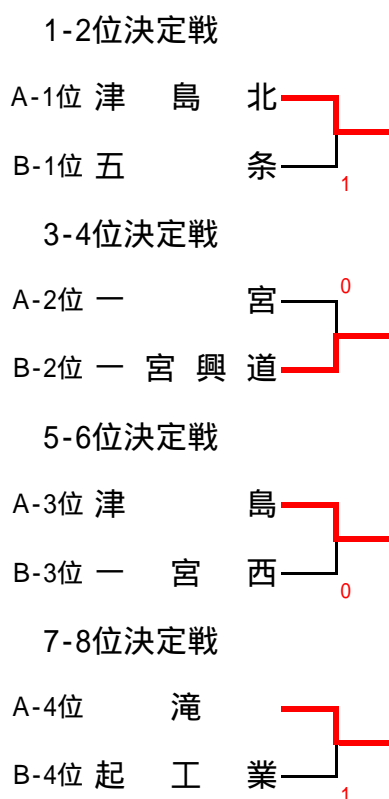 1-2位決定戦
A-1位 津島北
B-1位 五条
1
3-4位決定戦
0
A-2位 一宮
B-2位 一宮興道
5-6位決定戦
A-3位 津島
B-3位 一宮西
0
7-8位決定戦
A-4位 滝
B-4位 起工業
1